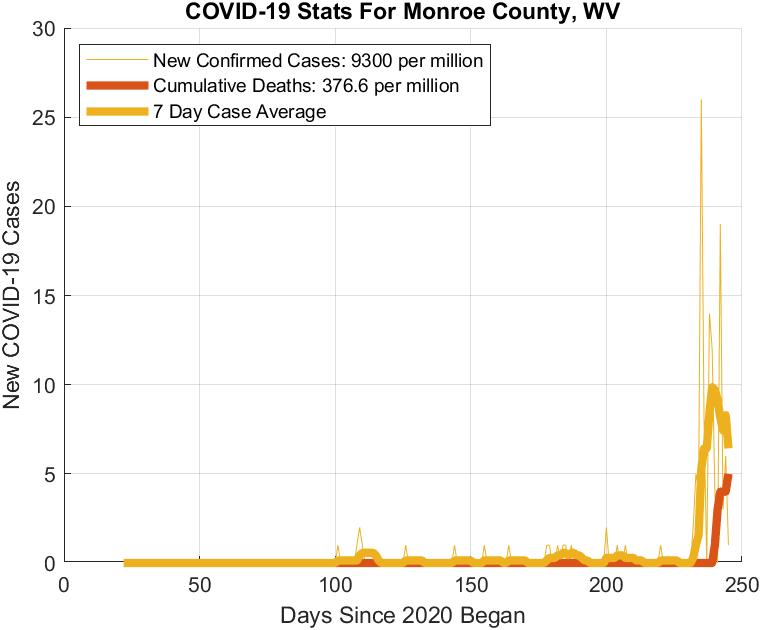 COVID-19 Stats For Monroe County, WV
New Confirmed Cases: 9300 per million
Cumulative Deaths: 376.6 per million
7 Day Case Average
New COVID-19 Cases
30
25
20
15
10
5
0
0 50 100 150 200 250
Days Since 2020 Began